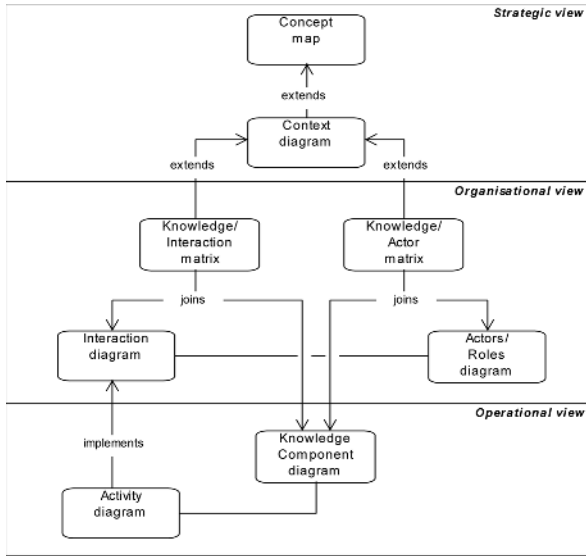 Strategic view
Concept
map
extends
Context
diagram
extends
extends
Organisational view
Knowledge/
Interaction
matrix
Knowledge/
Actor
matrix
joins
joins
Interaction
diagram
Actors/
Roles
diagram
Operational view
implements
Knowledge
Component
diagram
Activity
diagram